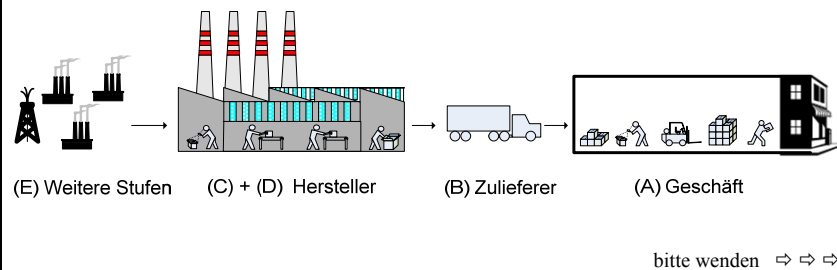 (E) Weitere Stufen (C) + (D) Hersteller (B) Zulieferer (A) Geschäft
bitte wenden ⇨ ⇨ ⇨